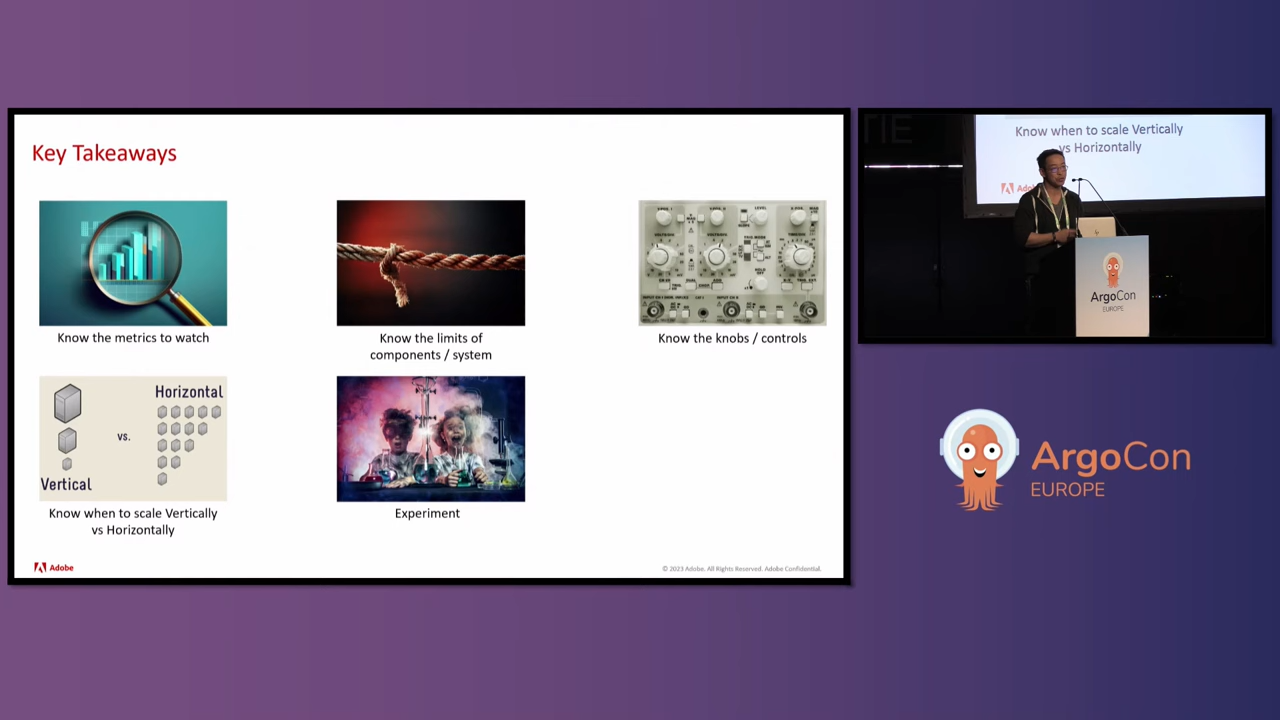 Key Takeaways
Know the metrics to watch
Know the limits of
components / system
Know the knobs / controls
Vertical
vs.
Horizontal
Know when to scale Vertically
vs Horizontally
Experiment
Adobe
© 2023 Adobe. All Rights Reserved. Adobe Confidential.
Know when to scale Vertically
vs Horizontally
ArgoCon
EUROPE
ArgoCon
EUROPE